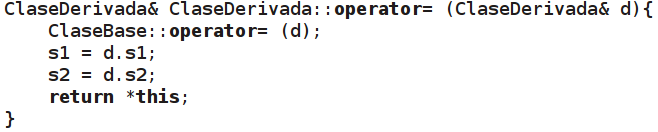 ClaseDerivada& ClaseDerivada::operator= (ClaseDerivada& d){
    ClaseBase::operator= (d);
    s1 = d.s1;
    s2 = d.s2;
    return *this;
}